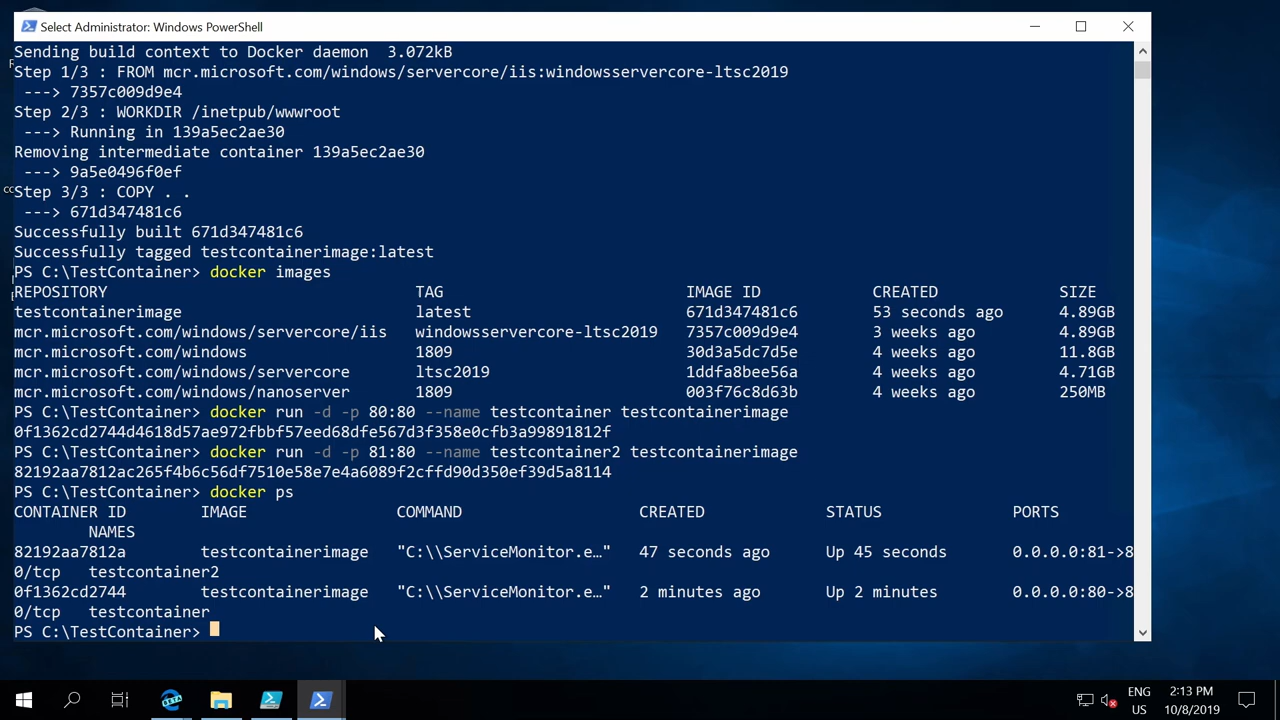 Select Administrator: Windows PowerShell
Sending build context to Docker daemon  3.072kB
Step 1/3 : FROM mcr.microsoft.com/windows/servercore/iis:windowsservercore-ltsc2019
 ---> 7357c009d9e4
Step 2/3 : WORKDIR /inetpub/wwwroot
 ---> Running in 139a5ec2ae30
Removing intermediate container 139a5ec2ae30
 ---> 9a5e0496f0ef
Step 3/3 : COPY . .
 ---> 671d347481c6
Successfully built 671d347481c6
Successfully tagged testcontainerimage:latest
PS C:\TestContainer> docker images
REPOSITORY TAG IMAGE ID CREATED SIZE
testcontainerimage latest 671d347481c6 53 seconds ago 4.89GB
mcr.microsoft.com/windows/servercore/iis windowsservercore-ltsc2019 7357c009d9e4 3 weeks ago 4.89GB
mcr.microsoft.com/windows 1809 30d3a5dc7d5e 4 weeks ago 11.8GB
mcr.microsoft.com/windows/servercore ltsc2019 1ddfa8bee56a 4 weeks ago 4.71GB
mcr.microsoft.com/windows/nanoserver 1809 003f76c8d63b 4 weeks ago 250MB
PS C:\TestContainer> docker run -d -p 80:80 --name testcontainer testcontainerimage
0f1362cd2744d4618d57ae972fbbf57eed68dfe567d3f358e0cfb3a99891812f
PS C:\TestContainer> docker run -d -p 81:80 --name testcontainer2 testcontainerimage
82192aa7812ac265f4b6c56df7510e58e7e4a6089f2cffd90d350ef39d5a8114
PS C:\TestContainer> docker ps
CONTAINER ID IMAGE COMMAND CREATED STATUS PORTS
NAMES
82192aa7812a testcontainerimage "C:\\ServiceMonitor.e…" 47 seconds ago Up 45 seconds 0.0.0.0:81->8
0/tcp testcontainer2
0f1362cd2744 testcontainerimage "C:\\ServiceMonitor.e…" 2 minutes ago Up 2 minutes 0.0.0.0:80->8
0/tcp testcontainer
PS C:\TestContainer>
ENG 2:13 PM
US 10/8/2019